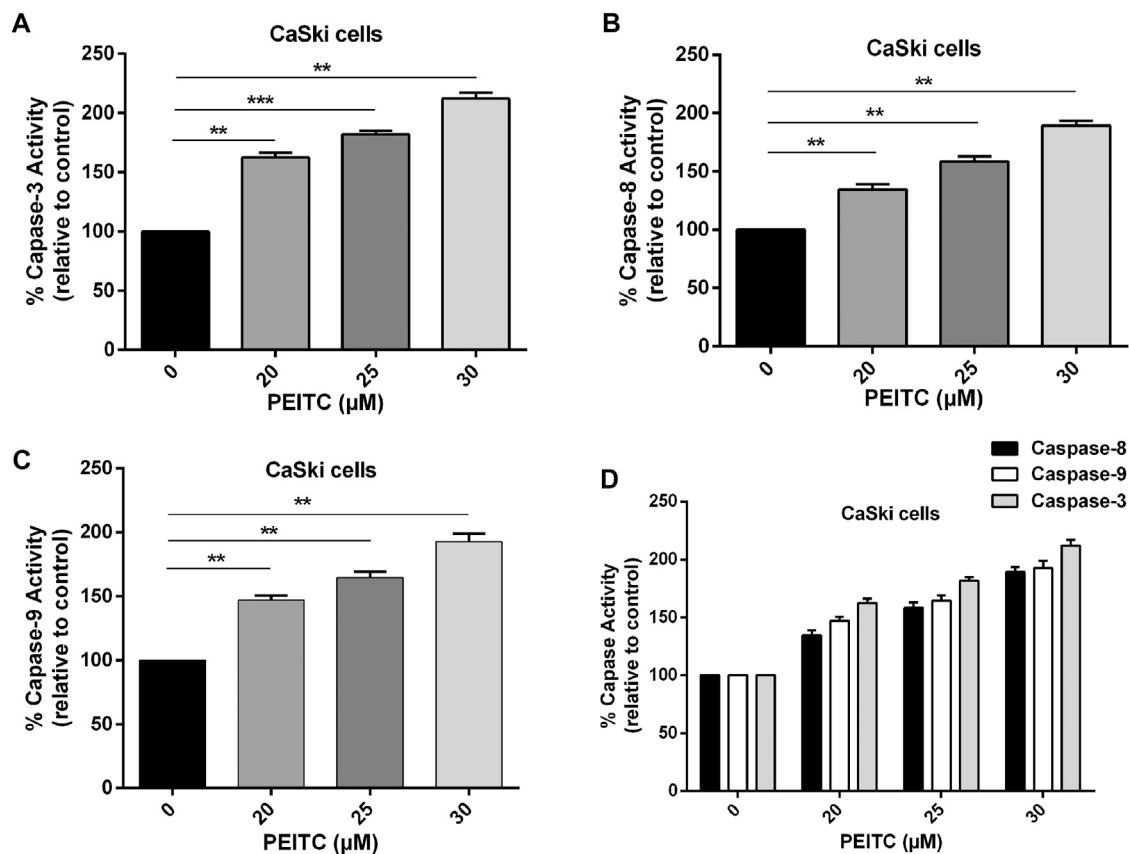 A
CaSki cells
% Capase-3 Activity
(relative to control)
250
200
150
100
50
0
**
***
**
0
20
25
30
PEITC (µM)
B
CaSki cells
% Capase-8 Activity
(relative to control)
250
200
150
100
50
0
**
**
**
0
20
25
30
PEITC (µM)
C
CaSki cells
% Capase-9 Activity
(relative to control)
250
200
150
100
50
0
**
**
**
0
20
25
30
PEITC (µM)
D
Caspase-8
Caspase-9
Caspase-3
CaSki cells
% Capase Activity
(relative to control)
250
200
150
100
50
0
0
20
25
30
PEITC (µM)